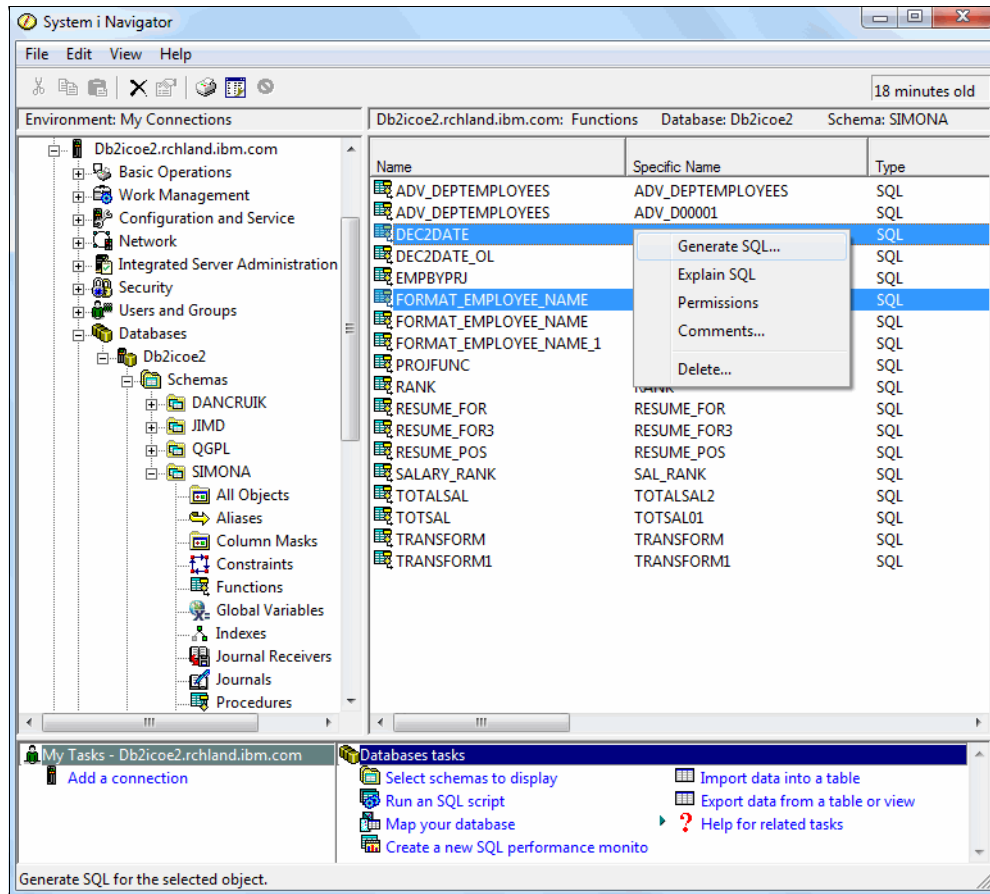 System i Navigator
File Edit View Help
18 minutes old
Environment: My Connections
Db2icoe2.rchland.ibm.com: Functions Database: Db2icoe2 Schema: SIMONA
Db2icoe2.rchland.ibm.com
Basic Operations
Work Management
Configuration and Service
Network
Integrated Server Administration
Security
Users and Groups
Databases
Db2icoe2
Schemas
DANCRUIK
JIMD
QGPL
SIMONA
All Objects
Aliases
Column Masks
Constraints
Functions
Global Variables
Indexes
Journal Receivers
Journals
Procedures
Name Specific Name Type
ADV_DEPTEMPLOYEES ADV_DEPTEMPLOYEES SQL
ADV_DEPTEMPLOYEES ADV_D00001 SQL
DEC2DATE SQL
DEC2DATE_OL SQL
EMPBYPRJ SQL
FORMAT_EMPLOYEE_NAME SQL
FORMAT_EMPLOYEE_NAME SQL
FORMAT_EMPLOYEE_NAME_1 SQL
PROJFUNC SQL
RANK RANK SQL
RESUME_FOR RESUME_FOR SQL
RESUME_FOR3 RESUME_FOR3 SQL
RESUME_POS RESUME_POS SQL
SALARY_RANK SAL_RANK SQL
TOTALSAL TOTALSAL2 SQL
TOTSAL TOTSAL01 SQL
TRANSFORM TRANSFORM SQL
TRANSFORM1 TRANSFORM1 SQL
Generate SQL...
Explain SQL
Permissions
Comments...
Delete...
My Tasks - Db2icoe2.rchland.ibm.com
Add a connection
Databases tasks
Select schemas to display
Run an SQL script
Map your database
Create a new SQL performance monito
Import data into a table
Export data from a table or view
Help for related tasks
Generate SQL for the selected object.